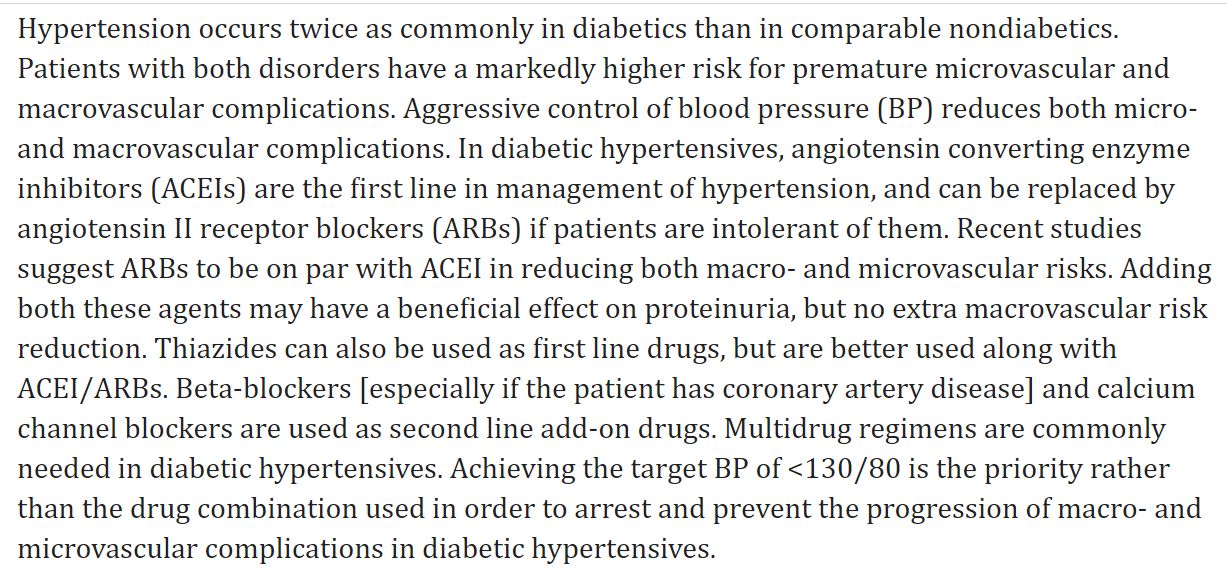 Hypertension occurs twice as commonly in diabetics than in comparable nondiabetics.
Patients with both disorders have a markedly higher risk for premature microvascular and
macrovascular complications. Aggressive control of blood pressure (BP) reduces both micro-
and macrovascular complications. In diabetic hypertensives, angiotensin converting enzyme
inhibitors (ACEIs) are the first line in management of hypertension, and can be replaced by
angiotensin II receptor blockers (ARBs) if patients are intolerant of them. Recent studies
suggest ARBs to be on par with ACEI in reducing both macro- and microvascular risks. Adding
both these agents may have a beneficial effect on proteinuria, but no extra macrovascular risk
reduction. Thiazides can also be used as first line drugs, but are better used along with
ACEI/ARBs. Beta-blockers [especially if the patient has coronary artery disease] and calcium
channel blockers are used as second line add-on drugs. Multidrug regimens are commonly
needed in diabetic hypertensives. Achieving the target BP of <130/80 is the priority rather
than the drug combination used in order to arrest and prevent the progression of macro- and
microvascular complications in diabetic hypertensives.